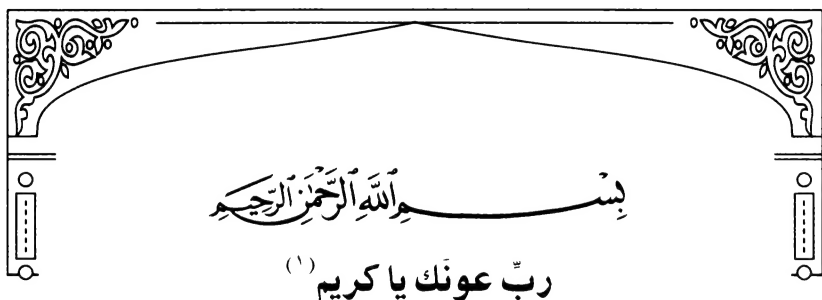 بِسْمِ ٱللَّهِ ٱلرَّحْمَٰنِ ٱلرَّحِيمِ
ربِّ عونَك يا كريم (١)